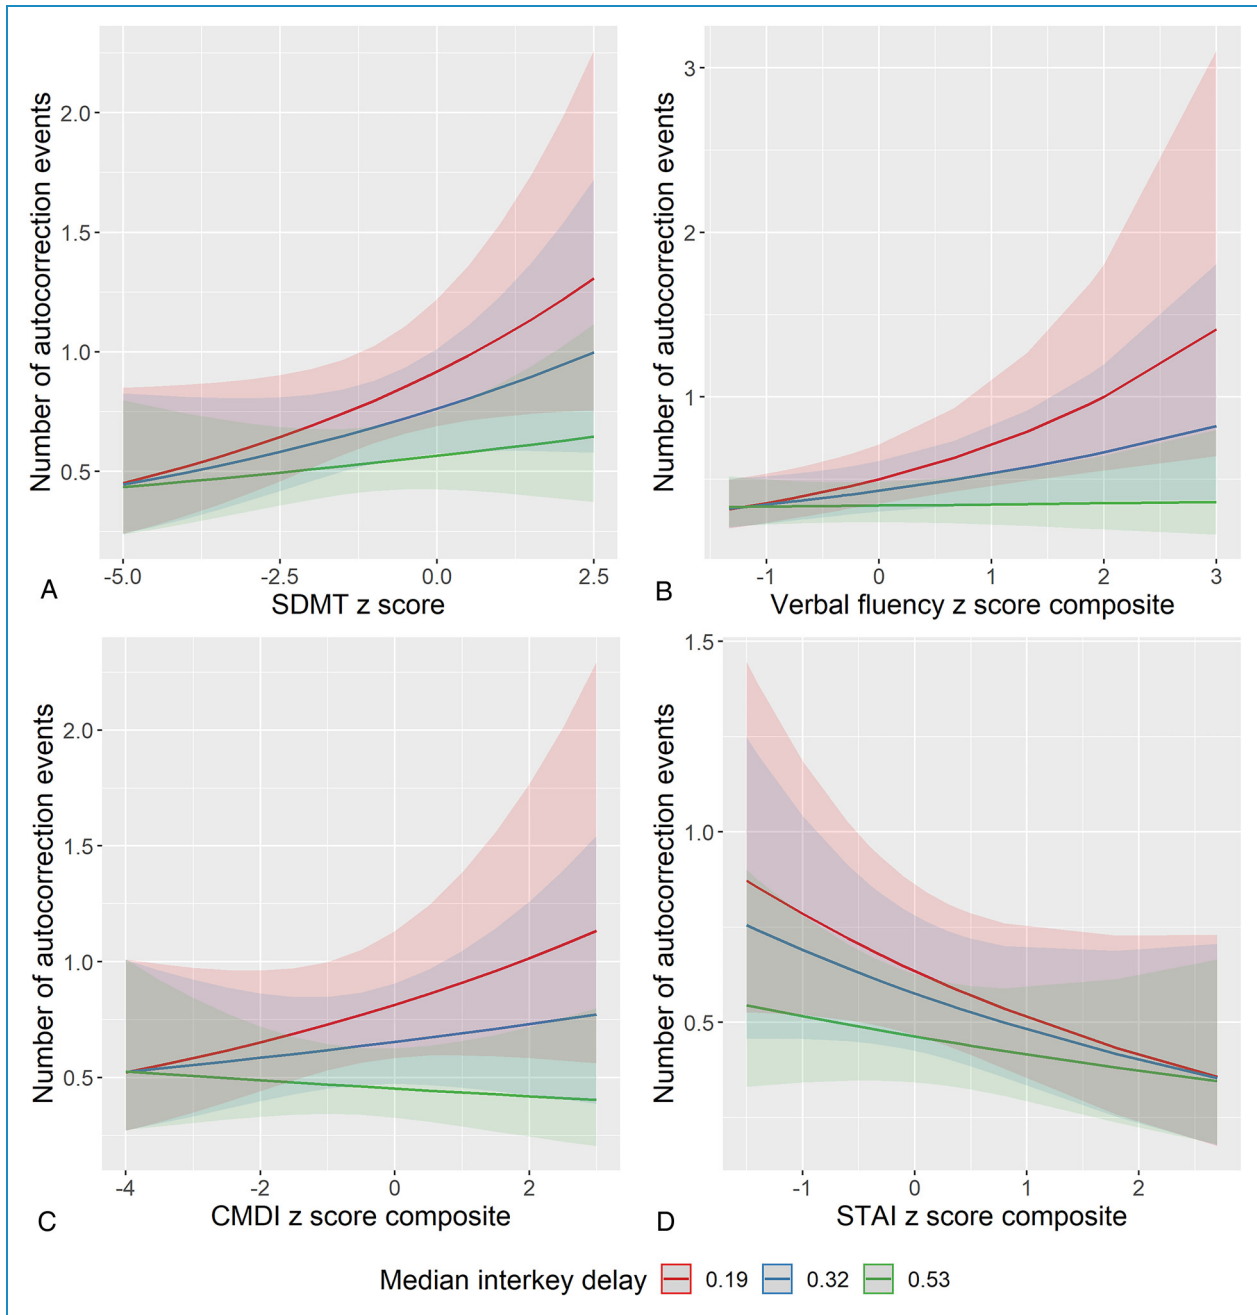 Number of autocorrection events
2.0
1.5
1.0
0.5
-5.0 -2.5 0.0 2.5
SDMT z score
A
Number of autocorrection events
3
2
1
-1 0 1 2 3
Verbal fluency z score composite
B
Number of autocorrection events
2.0
1.5
1.0
0.5
-4 -2 0 2
CMDI z score composite
C
Number of autocorrection events
1.5
1.0
0.5
-1 0 1 2
STAI z score composite
D
Median interkey delay 0.19 0.32 0.53